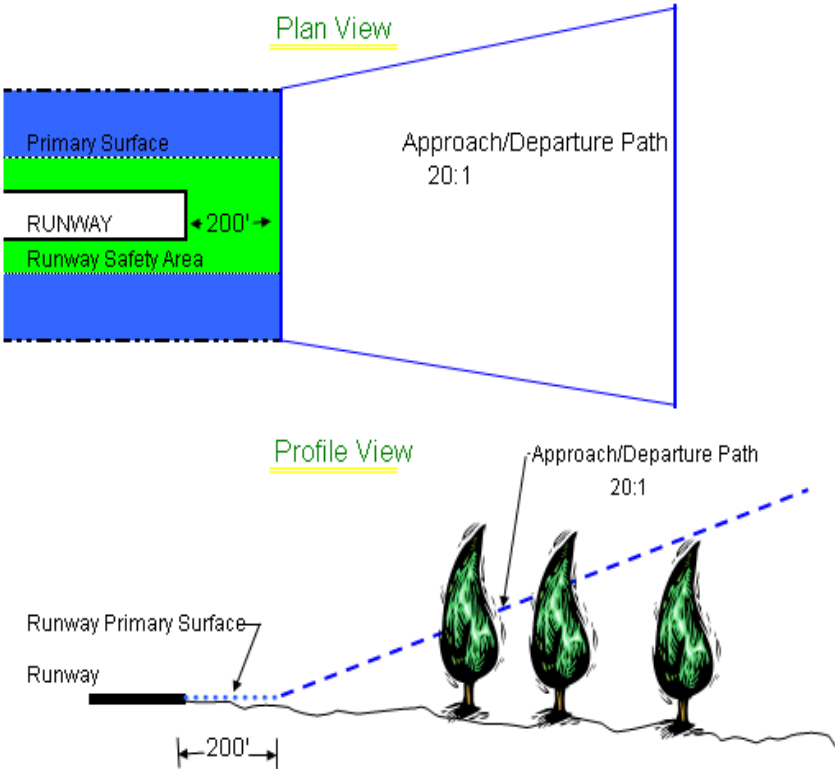 Plan View
Primary Surface
Approach/Departure Path
20:1
RUNWAY
200'
Runway Safety Area
Profile View
Approach/Departure Path
20:1
Runway Primary Surface
Runway
200'